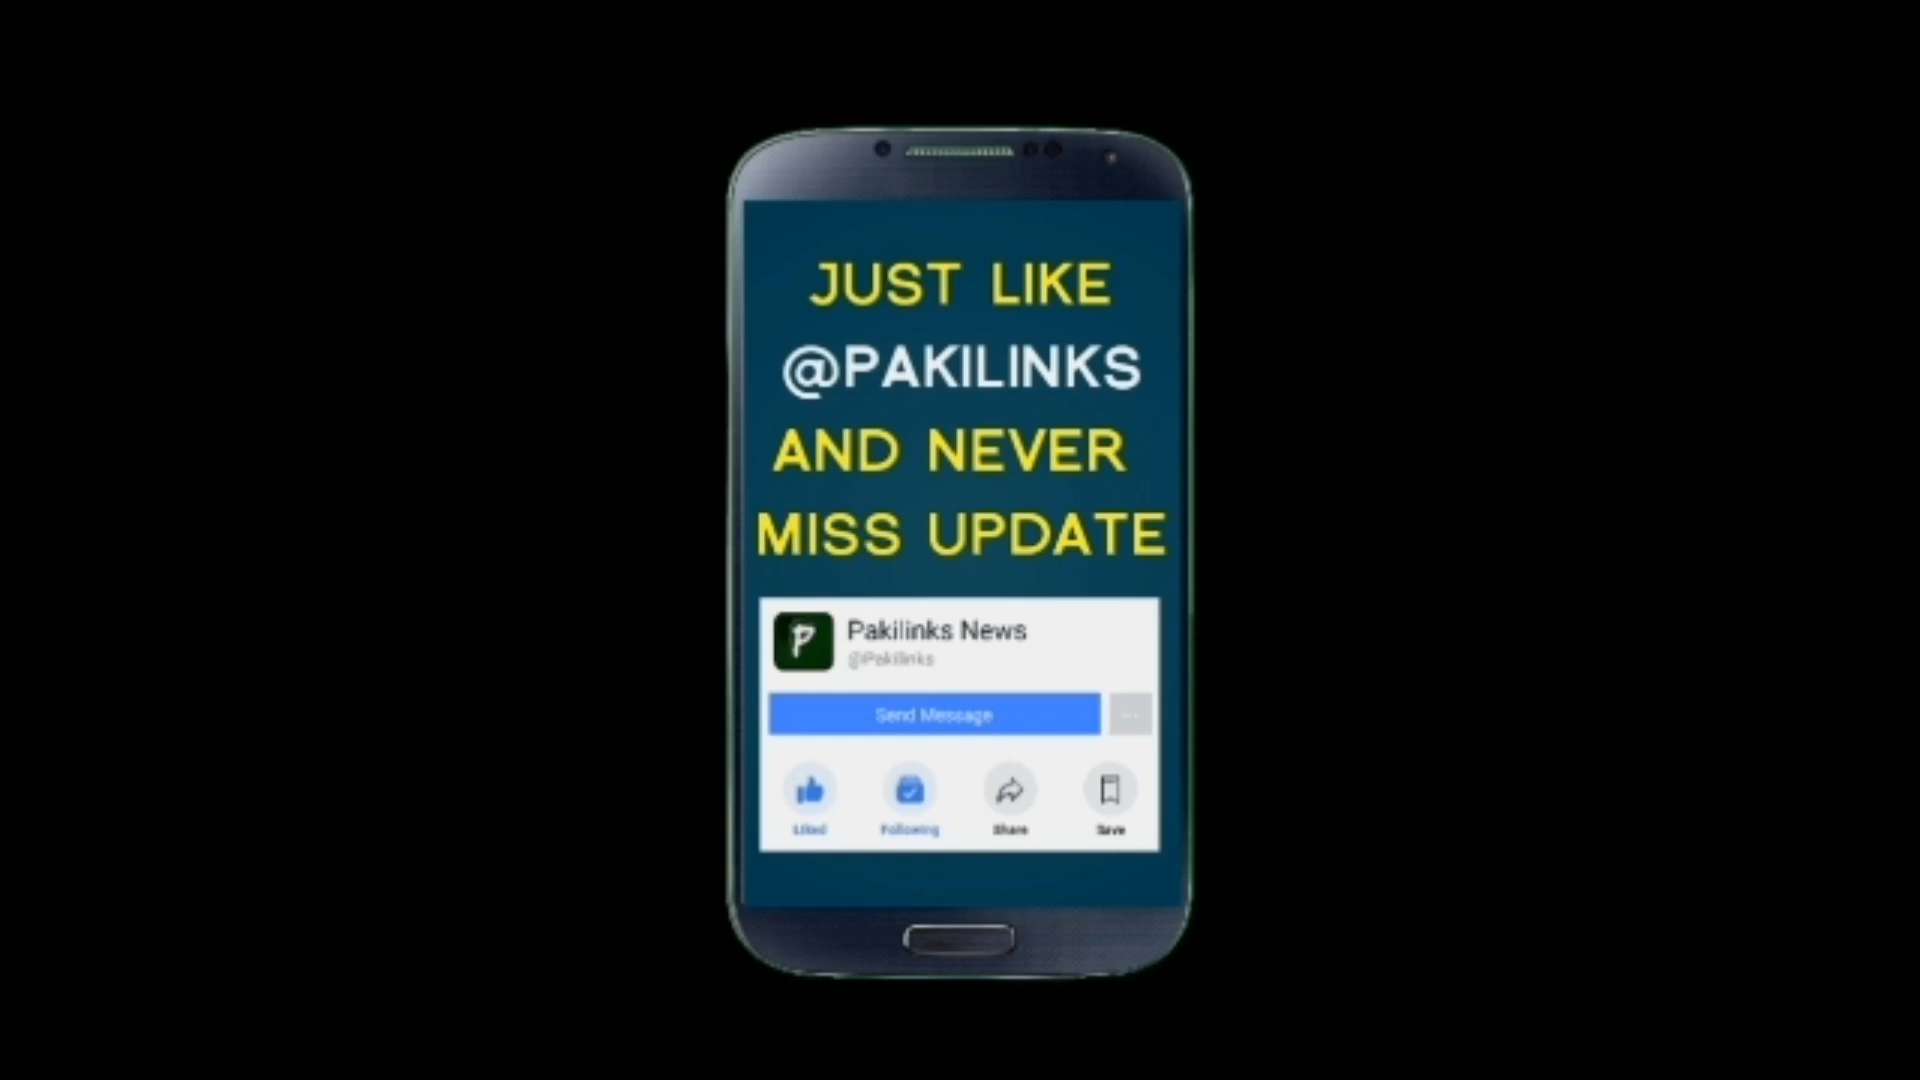 JUST LIKE
@PAKILINKS
AND NEVER
MISS UPDATE
P
Pakilinks News
@Pakilinks
Send Message
Liked
Following
Share
Save